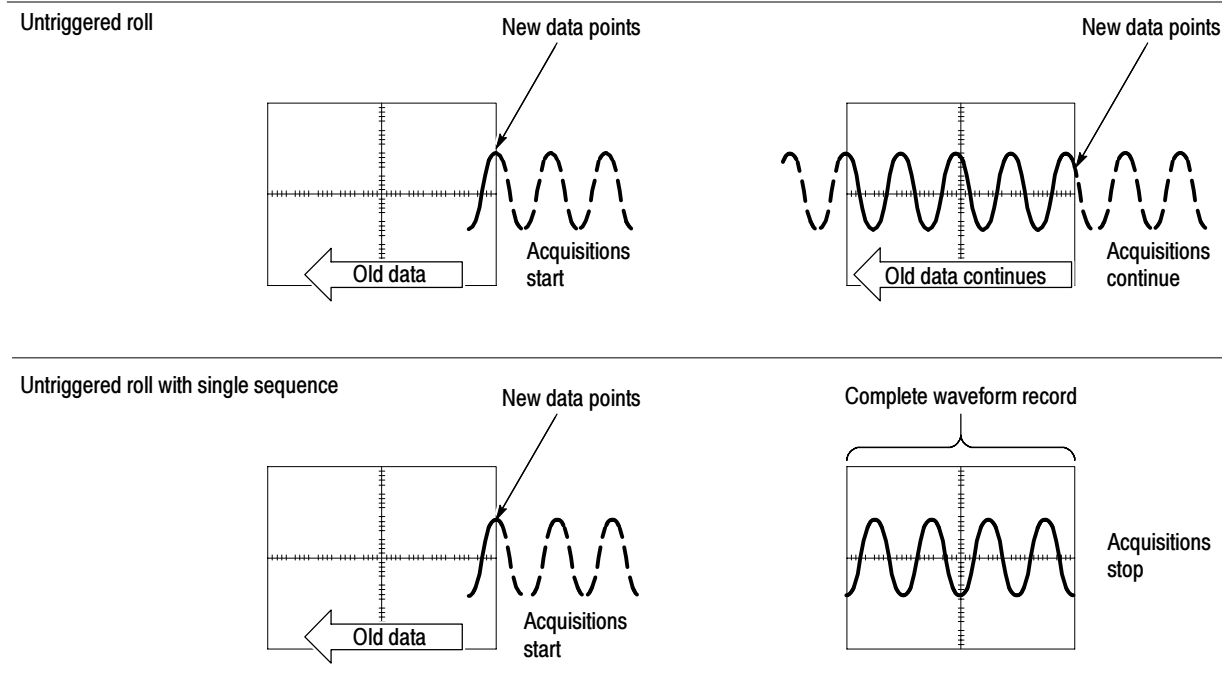 Untriggered roll
New data points
New data points
Old data
Acquisitions
start
Old data continues
Acquisitions
continue
Untriggered roll with single sequence
New data points
Complete waveform record
Old data
Acquisitions
start
Acquisitions
stop